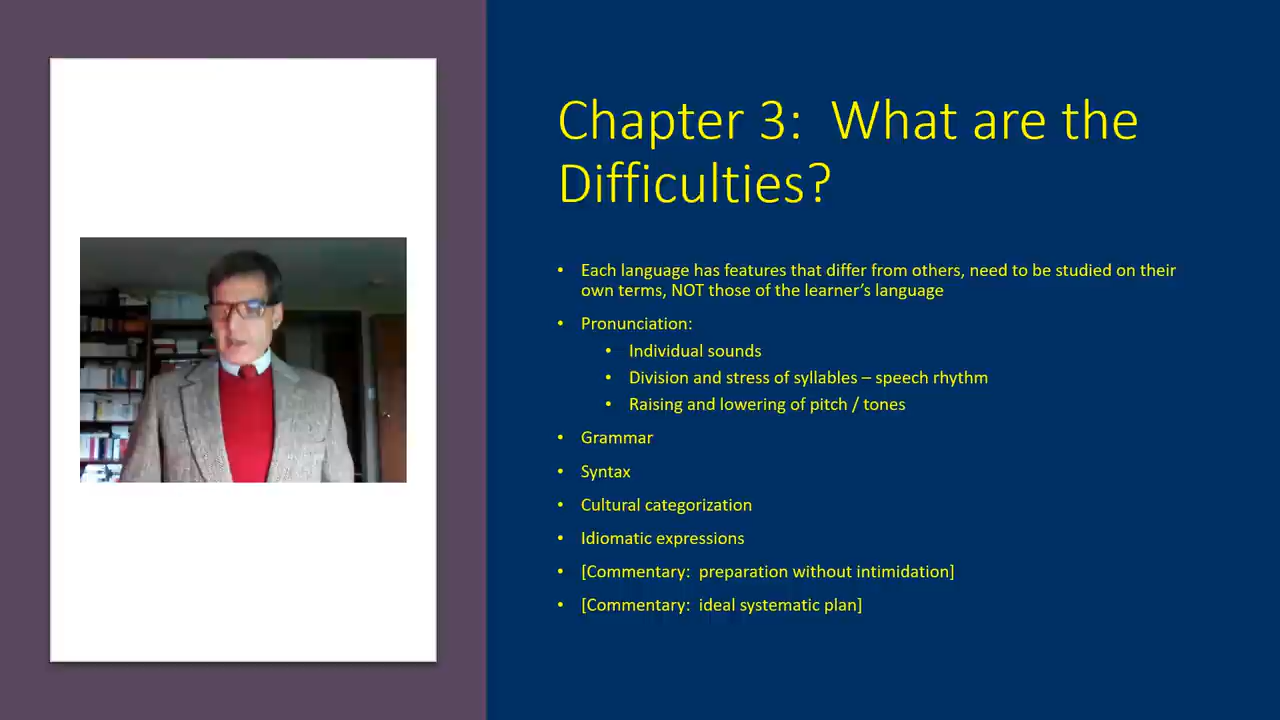 Chapter 3:  What are the
Difficulties?
• Each language has features that differ from others, need to be studied on their
own terms, NOT those of the learner’s language
• Pronunciation:
• Individual sounds
• Division and stress of syllables – speech rhythm
• Raising and lowering of pitch / tones
• Grammar
• Syntax
• Cultural categorization
• Idiomatic expressions
• [Commentary:  preparation without intimidation]
• [Commentary:  ideal systematic plan]